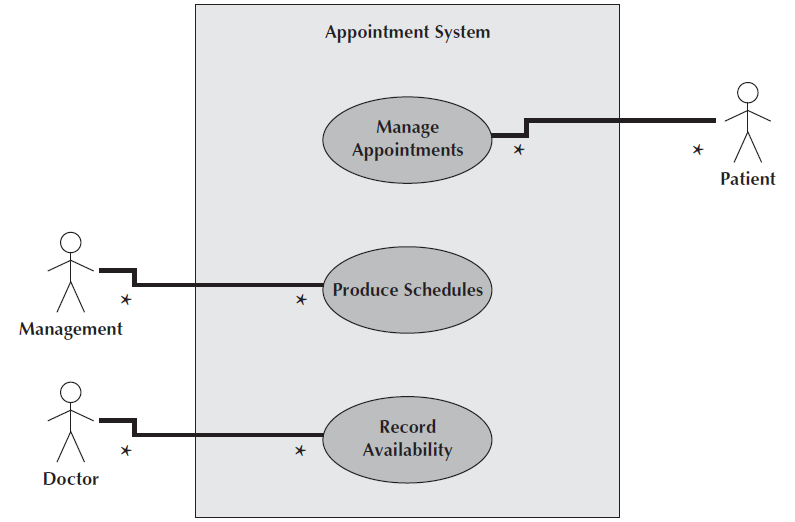 Appointment System
Manage
Appointments
*
*
Patient
Produce Schedules
*
*
Management
Record
Availability
*
*
Doctor